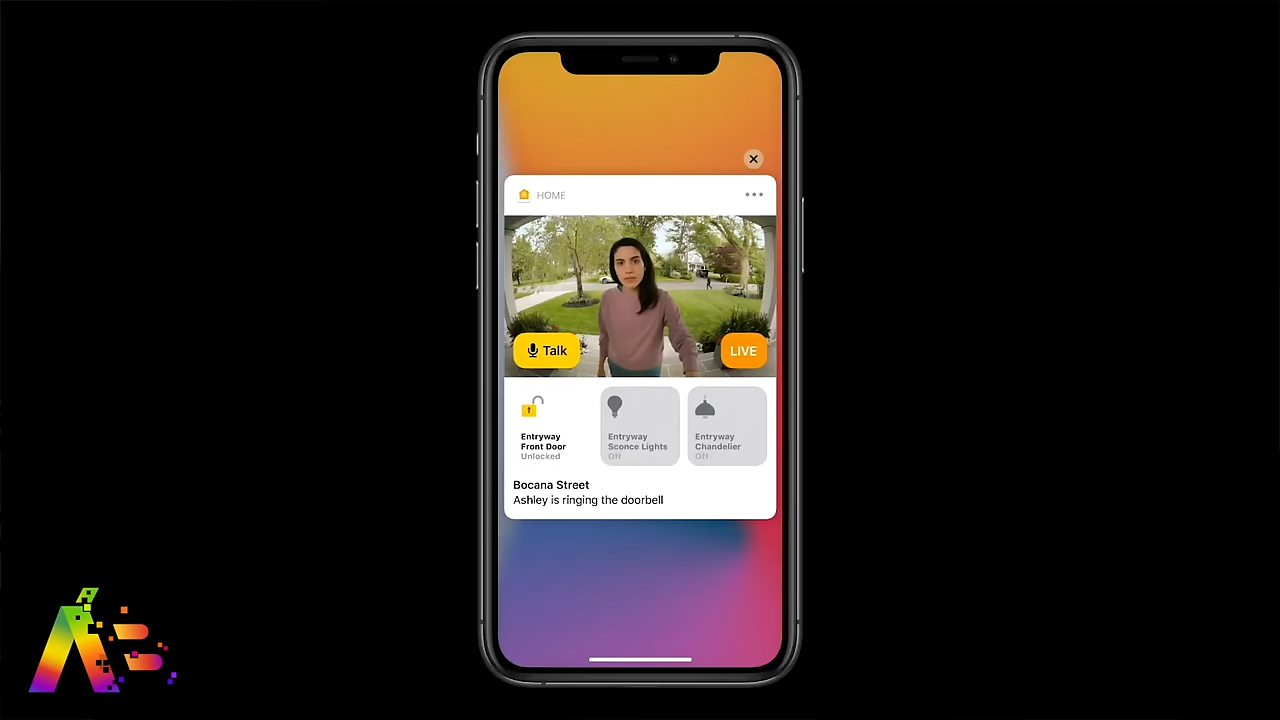 HOME
Talk
LIVE
Entryway
Front Door
Unlocked
Entryway
Sconce Lights
Off
Entryway
Chandelier
Off
Bocana Street
Ashley is ringing the doorbell